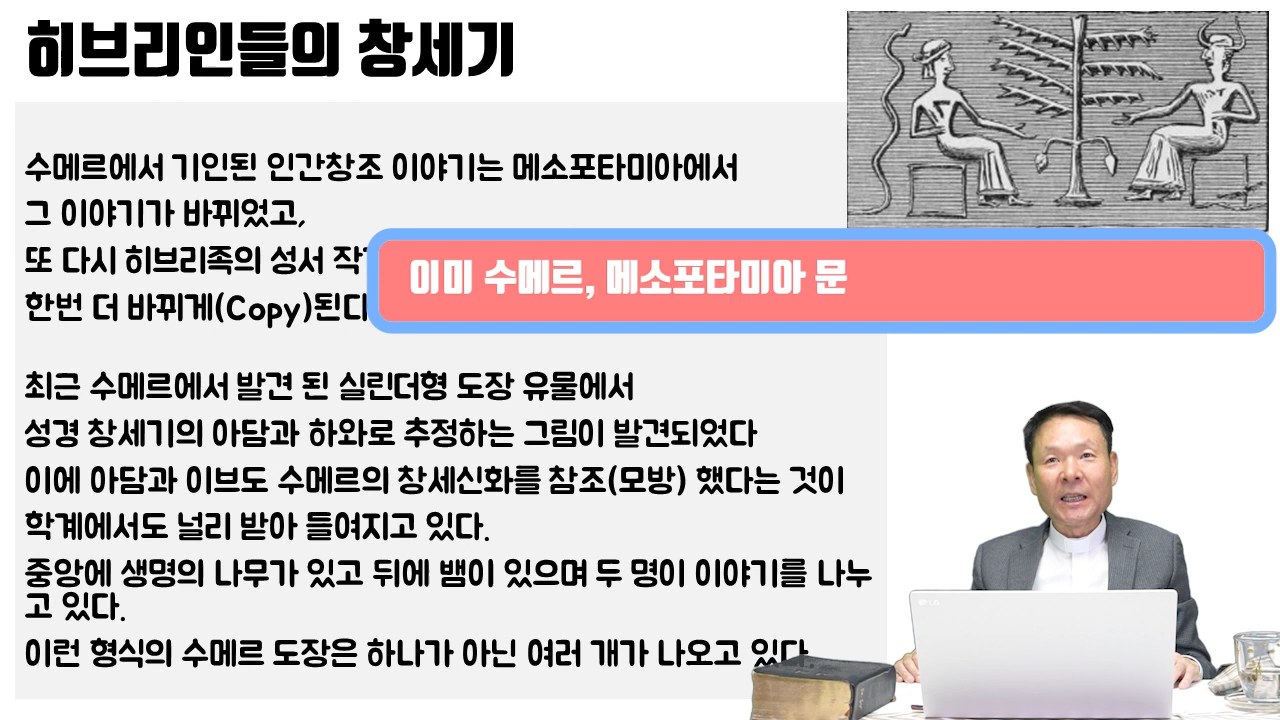 히브리인들의 창세기
수메르에서 기인된 인간창조 이야기는 메소포타미아에서
그 이야기가 바뀌었고,
또 다시 히브리족의 성서
이미 수메르, 메소포타미아 문
한번 더 바뀌게(Copy)된다
최근 수메르에서 발견 된 실린더형 도장 유물에서
성경 창세기의 아담과 하와로 추정하는 그림이 발견되었다
이에 아담과 이브도 수메르의 창세신화를 참조(모방) 했다는 것이
학계에서도 널리 받아 들여지고 있다.
중앙에 생명의 나무가 있고 뒤에 뱀이 있으며 두 명이 이야기를 나누
고 있다.
이런 형식의 수메르 도장은 하나가 아닌 여러 개가 나오고 있다